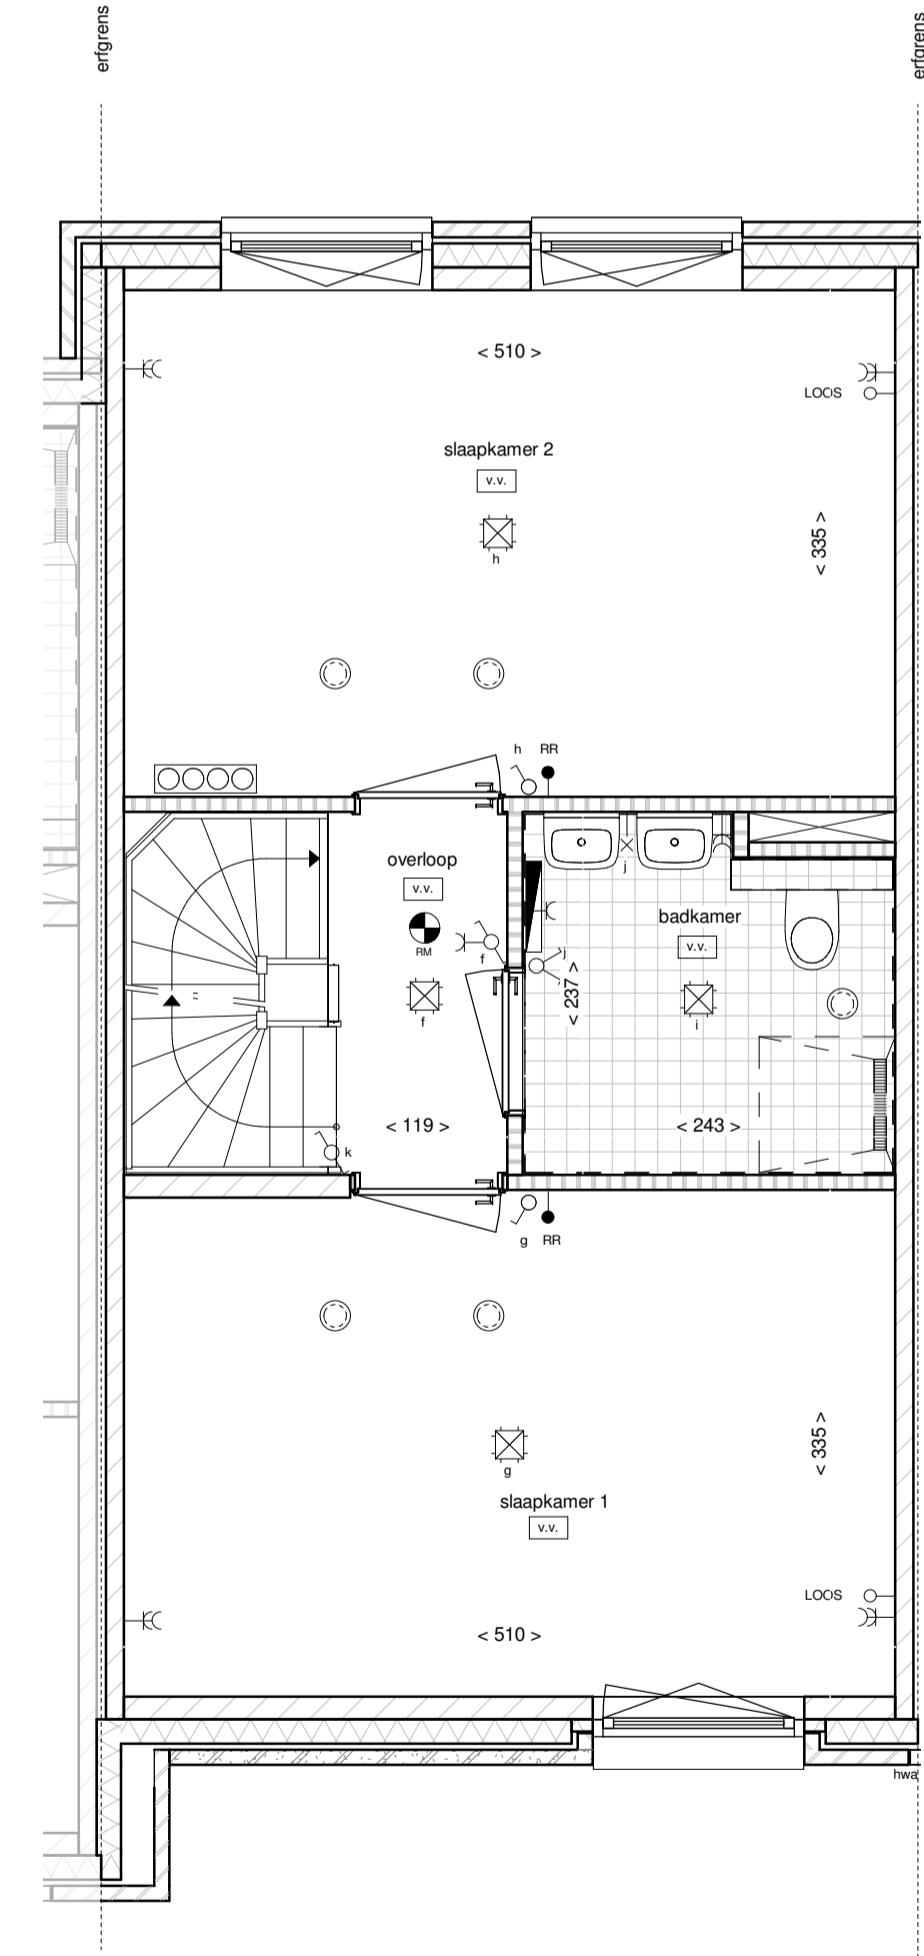 erfgrens
erfgrens
< 510 >
LOOS
slaapkamer 2
v.v.
< 335 >
h
h
RR
overloop
v.v.
RM
f
f
j
badkamer
v.v.
j
< 237 >
i
< 119 >
< 243 >
k
g
RR
g
< 335 >
slaapkamer 1
v.v.
LOOS
< 510 >
hwa